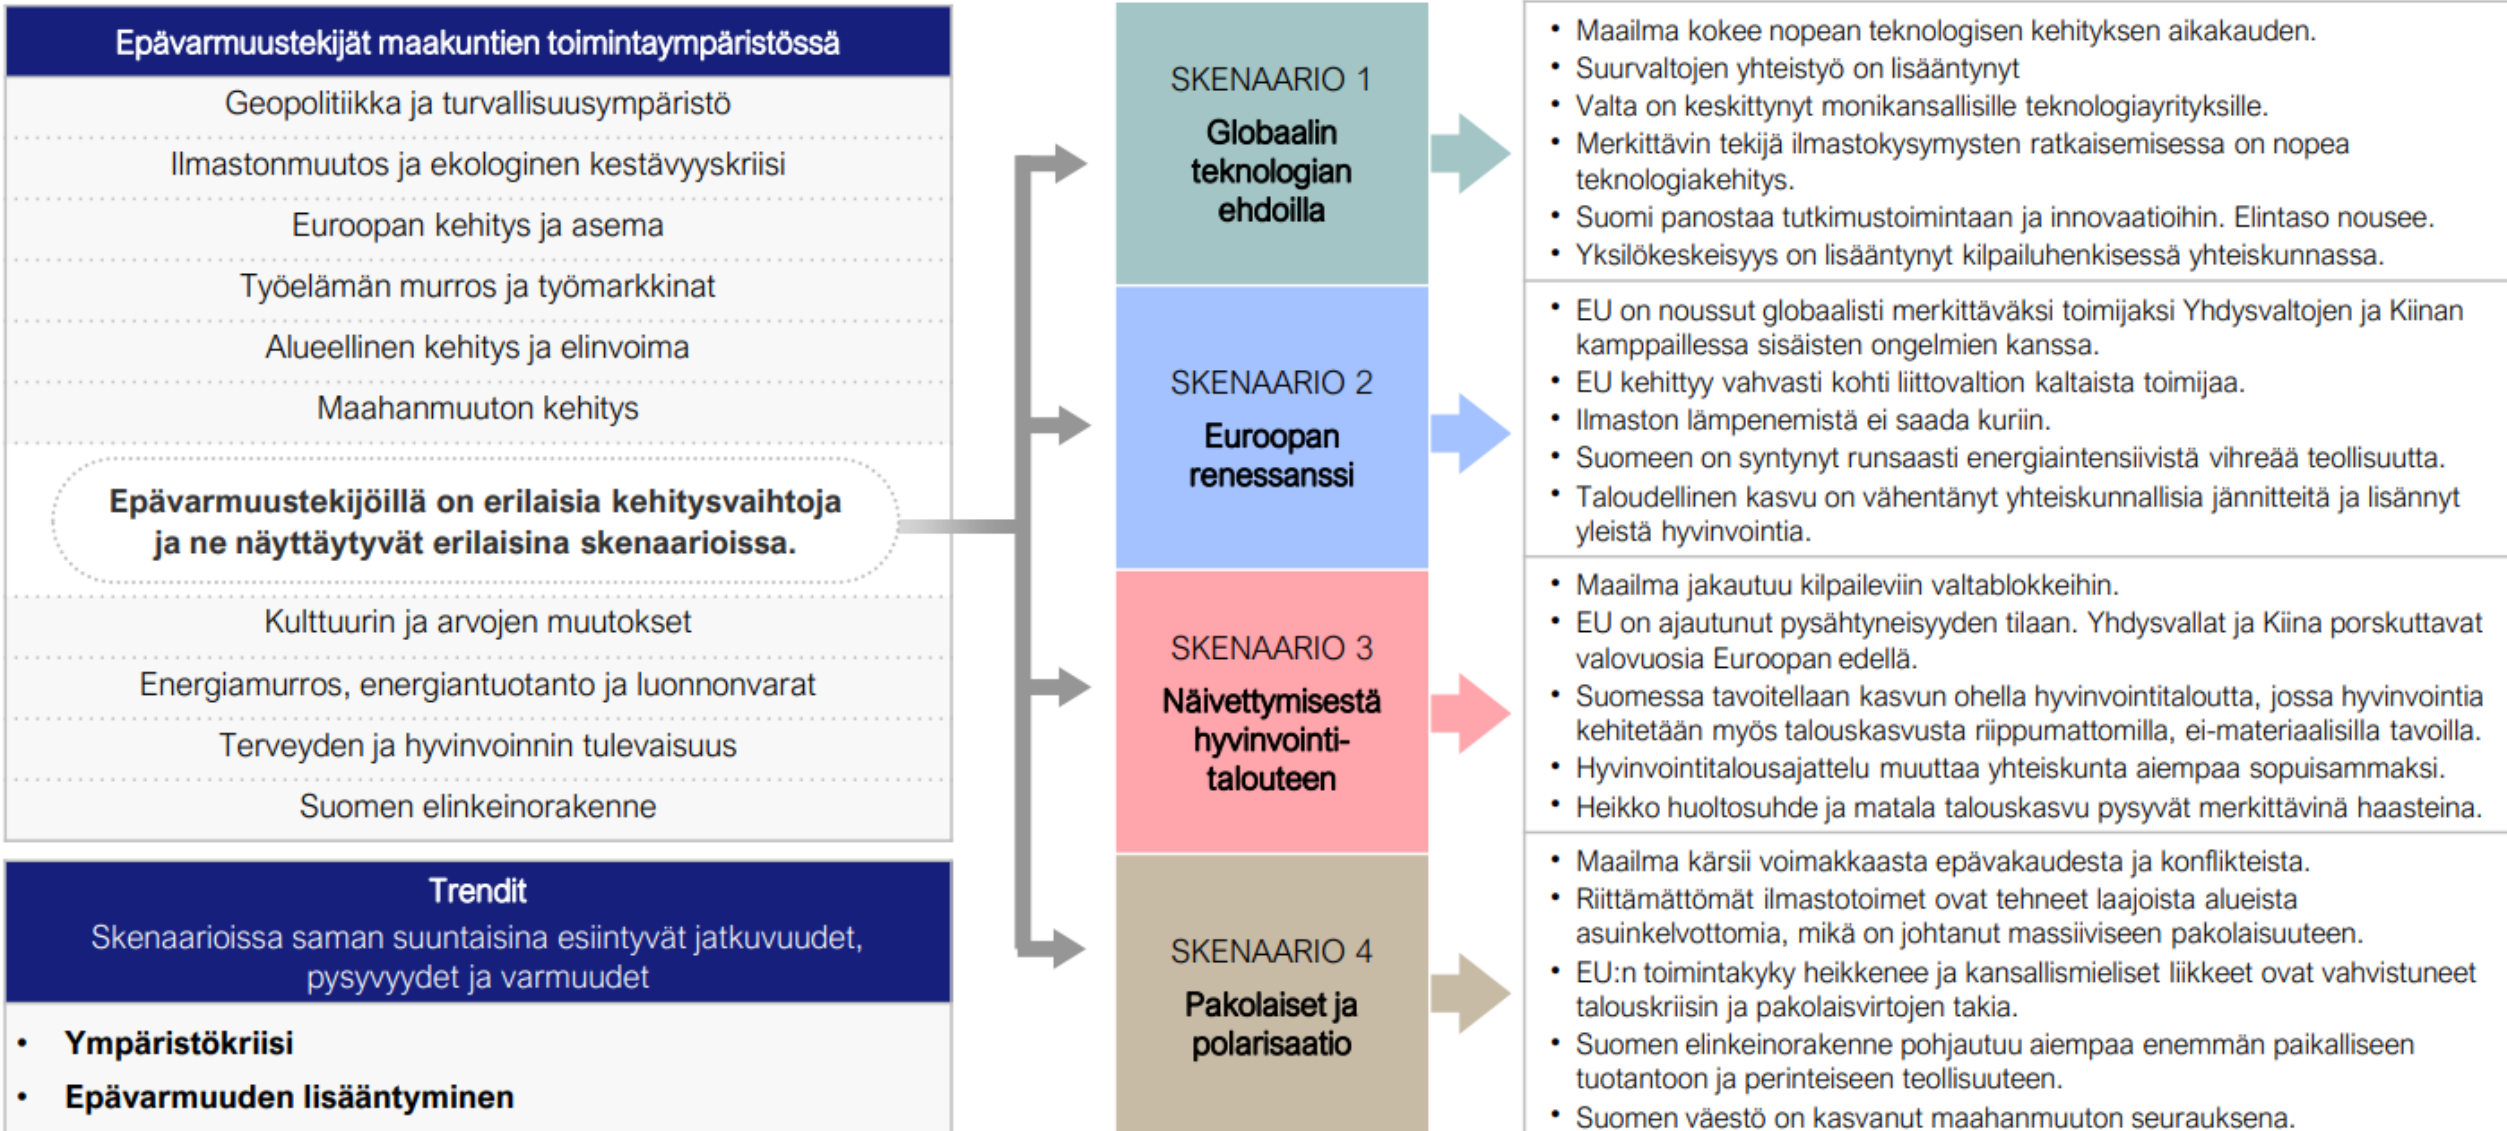 Epävarmuustekijät maakuntien toimintaympäristössä
Geopolitiikka ja turvallisuusympäristö
Ilmastonmuutos ja ekologinen kestävyyskriisi
Euroopan kehitys ja asema
Työelämän murros ja työmarkkinat
Alueellinen kehitys ja elinvoima
Maahanmuuton kehitys
Epävarmuustekijöillä on erilaisia kehitysvaihtoja
ja ne näyttäytyvät erilaisina skenaarioissa.
Kulttuurin ja arvojen muutokset
Energiamurros, energiantuotanto ja luonnonvarat
Terveyden ja hyvinvoinnin tulevaisuus
Suomen elinkeinorakenne
Trendit
Skenaarioissa saman suuntaisina esiintyvät jatkuvuudet,
pysyvyydet ja varmuudet
• Ympäristökriisi
• Epävarmuuden lisääntyminen
SKENAARIO 1
Globaalin
teknologian
ehdoilla
• Maailma kokee nopean teknologisen kehityksen aikakauden.
• Suurvaltojen yhteistyö on lisääntynyt
• Valta on keskittynyt monikansallisille teknologiayrityksille.
• Merkittävin tekijä ilmastokysymysten ratkaisemisessa on nopea
teknologiakehitys.
• Suomi panostaa tutkimustoimintaan ja innovaatioihin. Elintaso nousee.
• Yksilökeskeisyys on lisääntynyt kilpailuhenkisessä yhteiskunnassa.
SKENAARIO 2
Euroopan
renessanssi
• EU on noussut globaalisti merkittäväksi toimijaksi Yhdysvaltojen ja Kiinan
kamppaillessa sisäisten ongelmien kanssa.
• EU kehittyy vahvasti kohti liittovaltion kaltaista toimijaa.
• Ilmaston lämpenemistä ei saada kuriin.
• Suomeen on syntynyt runsaasti energiaintensiivistä vihreää teollisuutta.
• Taloudellinen kasvu on vähentänyt yhteiskunnallisia jännitteitä ja lisännyt
yleistä hyvinvointia.
SKENAARIO 3
Näivettymisestä
hyvinvointi-
talouteen
• Maailma jakautuu kilpaileviin valtablokkeihin.
• EU on ajautunut pysähtyneisyyden tilaan. Yhdysvallat ja Kiina porskuttavat
valovuosia Euroopan edellä.
• Suomessa tavoitellaan kasvun ohella hyvinvointitaloutta, jossa hyvinvointia
kehitetään myös talouskasvusta riippumattomilla, ei-materiaalisilla tavoilla.
• Hyvinvointitalousajattelu muuttaa yhteiskunta aiempaa sopuisammaksi.
• Heikko huoltosuhde ja matala talouskasvu pysyvät merkittävinä haasteina.
SKENAARIO 4
Pakolaiset ja
polarisaatio
• Maailma kärsii voimakkaasta epävakaudesta ja konflikteista.
• Riittämättömät ilmastotoimet ovat tehneet laajoista alueista
asuinkelvottomia, mikä on johtanut massiiviseen pakolaisuuteen.
• EU:n toimintakyky heikkenee ja kansallismieliset liikkeet ovat vahvistuneet
talouskriisin ja pakolaisvirtojen takia.
• Suomen elinkeinorakenne pohjautuu aiempaa enemmän paikalliseen
tuotantoon ja perinteiseen teollisuuteen.
• Suomen väestö on kasvanut maahanmuuton seurauksena.